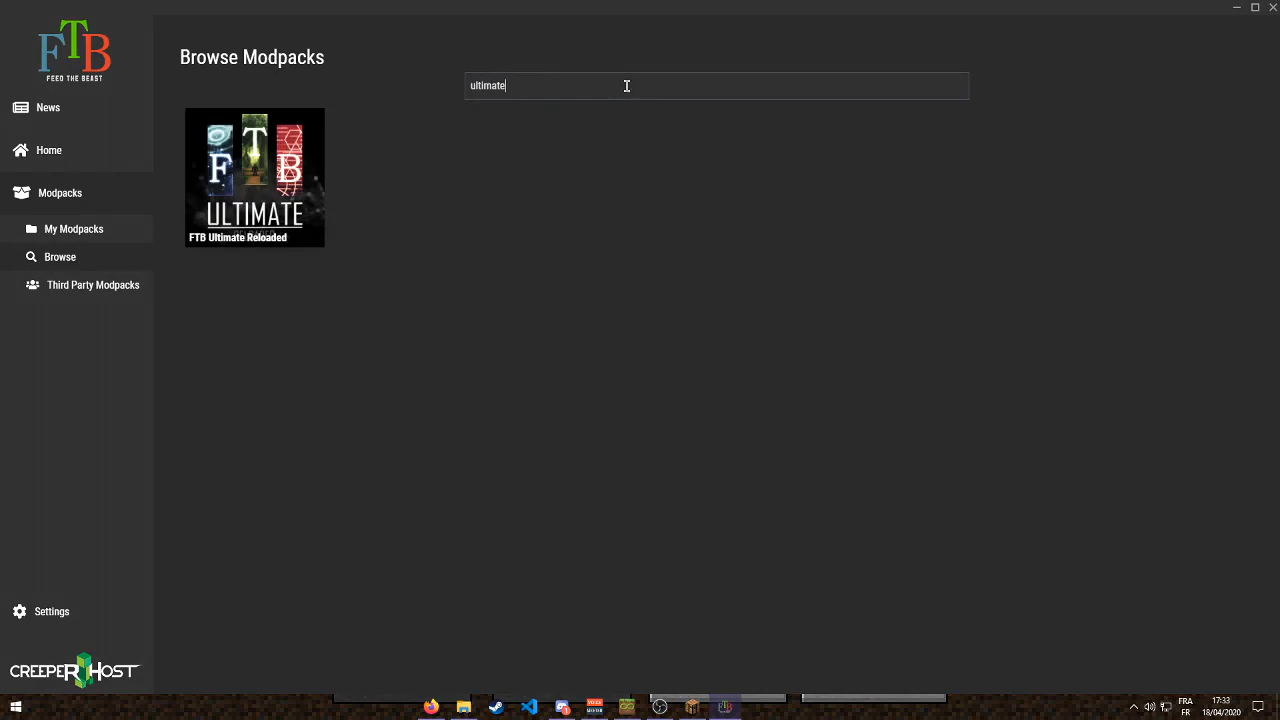 FTB
FEED THE BEAST
News
Home
Modpacks
My Modpacks
Browse
Third Party Modpacks
Settings
CREEPERHOST
Browse Modpacks
ultimate
FTB
ULTIMATE
RELOADED
FTB Ultimate Reloaded
FRA
FR
17:33
18/04/2020